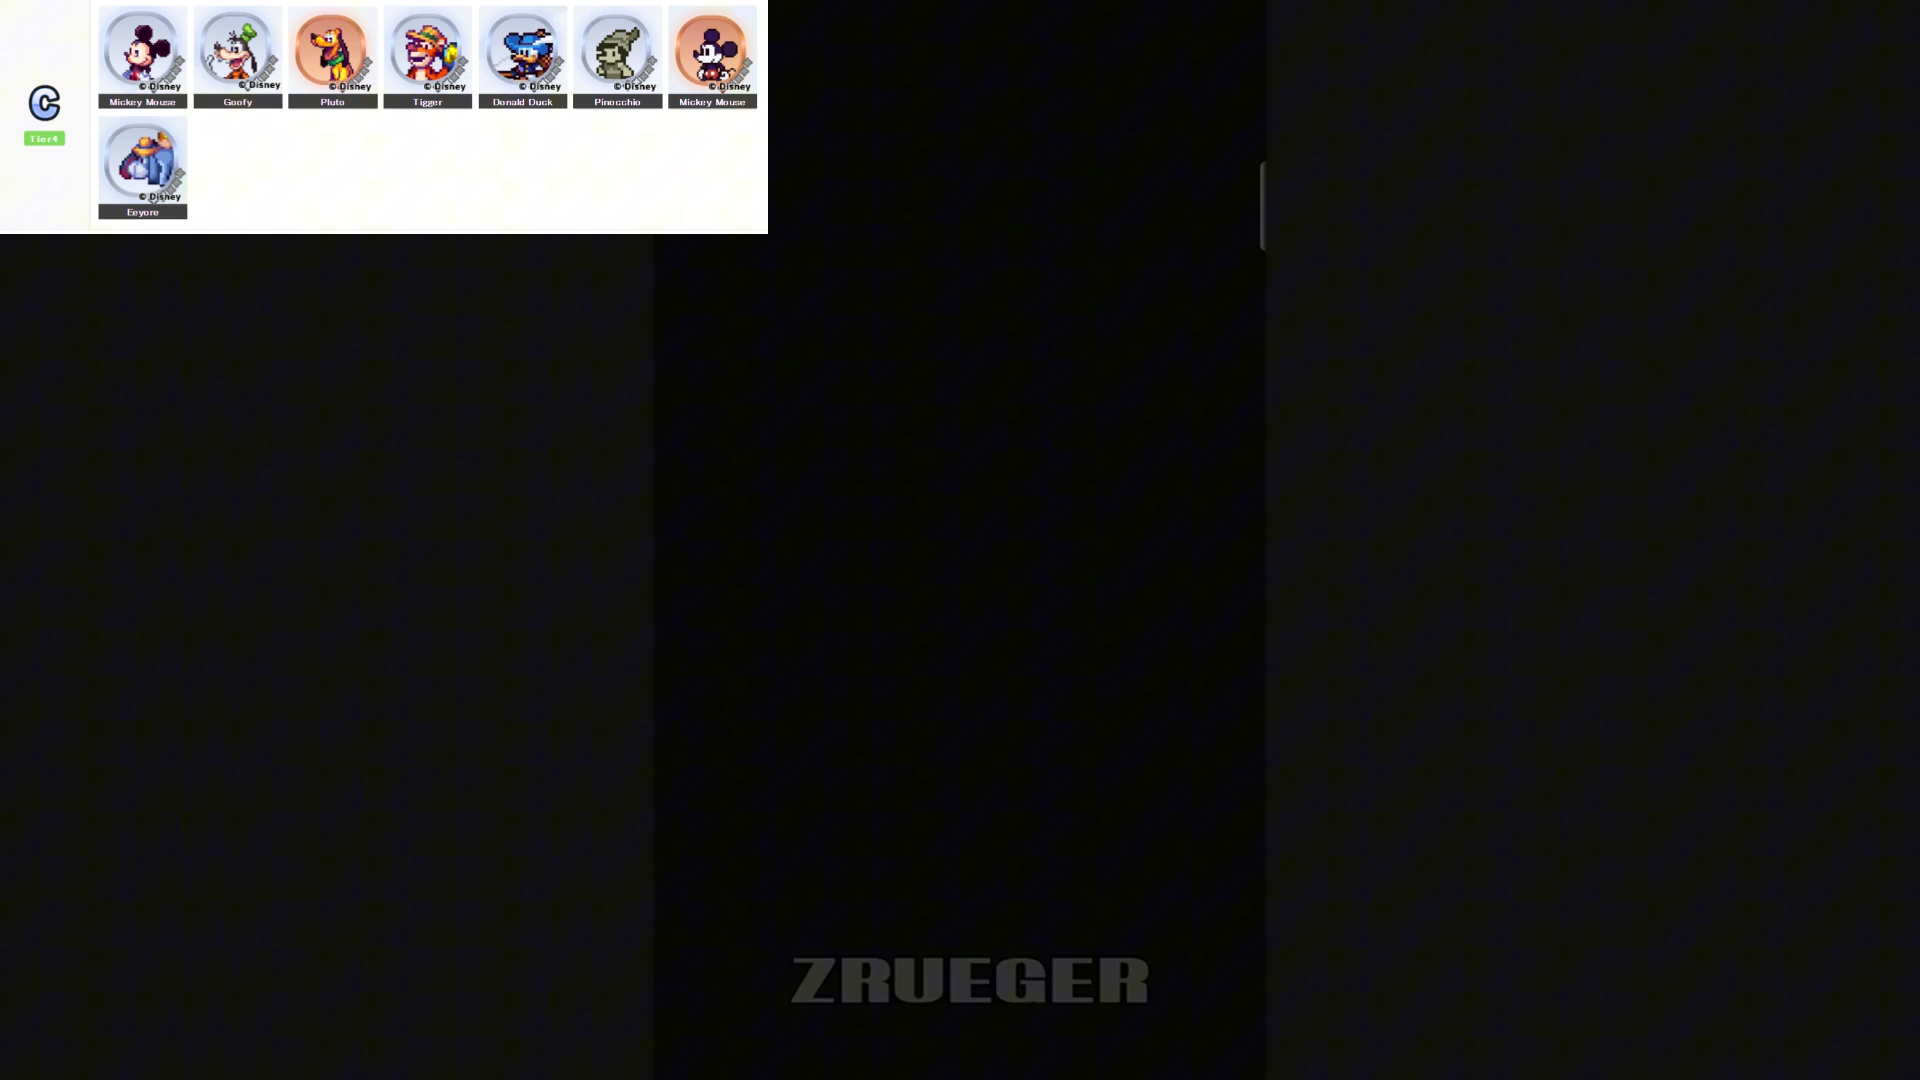 © Disney © Disney © Disney © Disney © Disney © Disney © Disney
Mickey Mouse Goofy Pluto Tigger Donald Duck Pinocchio Mickey Mouse
C
Tier4
© Disney
Eeyore
ZRUEGER